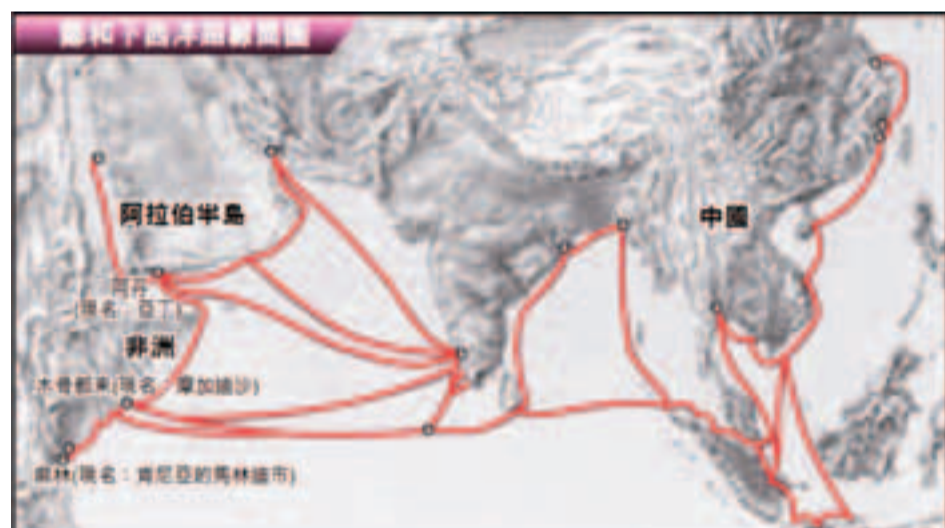 鄭和下西洋路線簡圖
阿拉伯半島
中國
阿丹
(現名：亞丁)
非洲
木骨都束(現名：摩加迪沙)
麻林(現名：肯尼亞的馬林迪市)